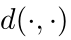 d(·, ·)